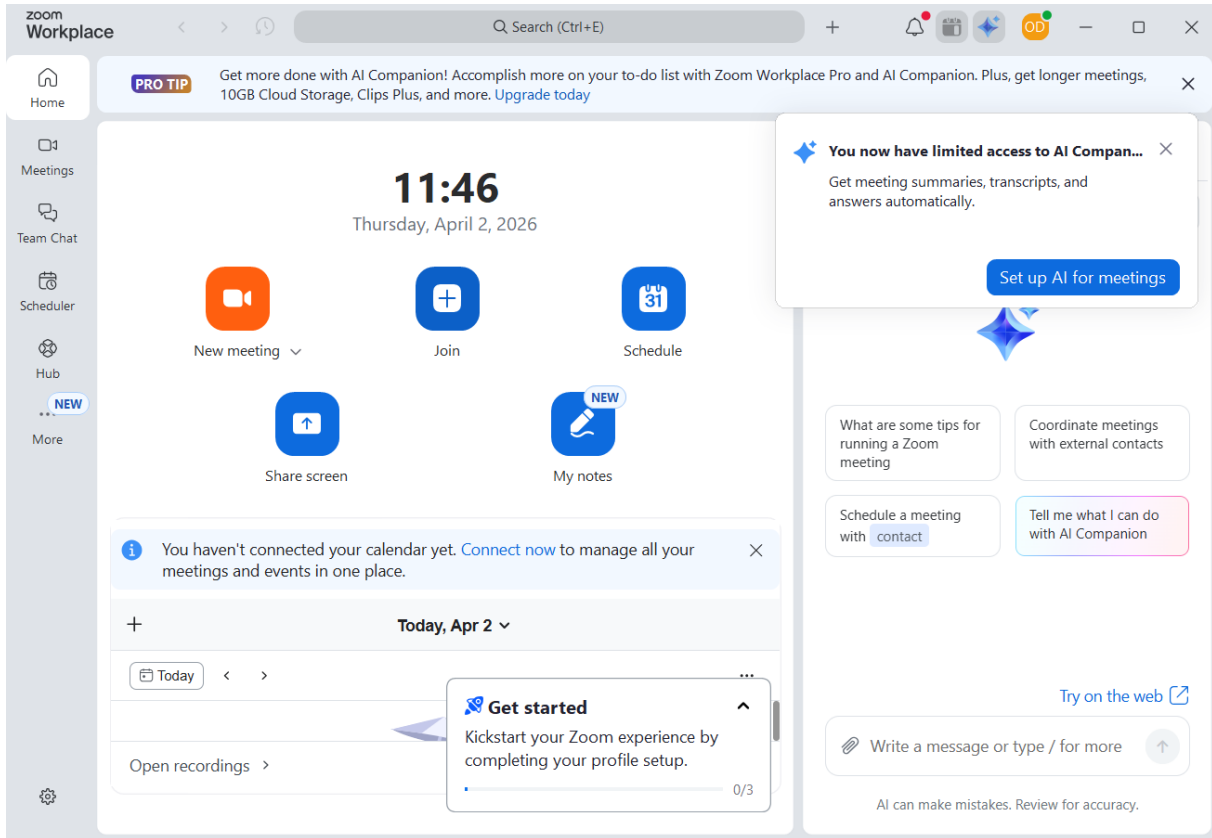 zoom
Workplace
Search (Ctrl+E)
OD
Home
Meetings
Team Chat
Scheduler
Hub
NEW
More
PRO TIP
Get more done with AI Companion! Accomplish more on your to-do list with Zoom Workplace Pro and AI Companion. Plus, get longer meetings,
10GB Cloud Storage, Clips Plus, and more. Upgrade today
11:46
Thursday, April 2, 2026
New meeting
Join
31
Schedule
Share screen
NEW
My notes
You haven't connected your calendar yet. Connect now to manage all your
meetings and events in one place.
Today, Apr 2
Today
Open recordings
Get started
Kickstart your Zoom experience by
completing your profile setup.
0/3
You now have limited access to AI Compan...
Get meeting summaries, transcripts, and
answers automatically.
Set up AI for meetings
What are some tips for
running a Zoom
meeting
Coordinate meetings
with external contacts
Schedule a meeting
with contact
Tell me what I can do
with AI Companion
Try on the web
Write a message or type / for more
AI can make mistakes. Review for accuracy.